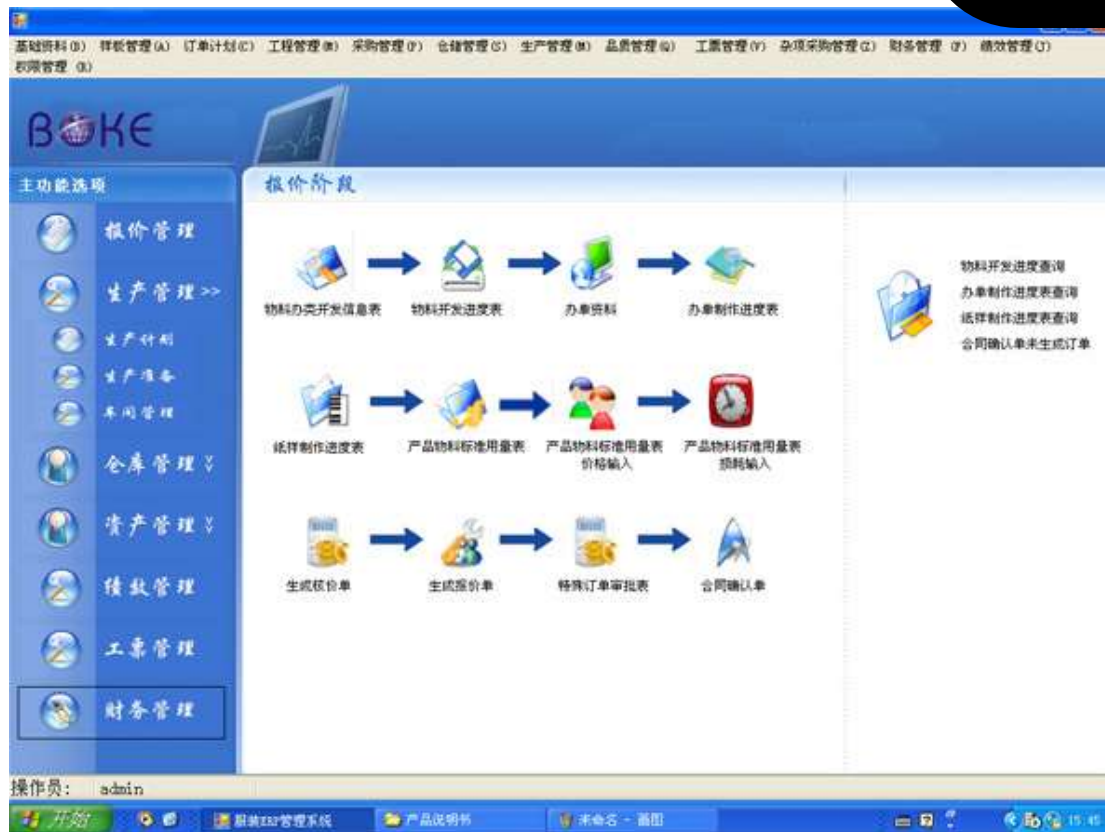 基础资料(B) 样板管理(A) 订单计划(C) 工程管理(M) 采购管理(P) 仓储管理(S) 生产管理(M) 品质管理(Q) 工票管理(V) 杂项采购管理(Z) 财务管理 (F) 绩效管理(J)
权限管理 (R)
BOKE
主功能选项
报价阶段
报价管理
生产管理>>
生产计划
生产准备
车间管理
仓库管理
资产管理
绩效管理
工票管理
财务管理
物料办类开发信息表 物料开发进度表 办单资料 办单制作进度表
纸样制作进度表 产品物料标准用量表 产品物料标准用量表 产品物料标准用量表
价格输入 损耗输入
生成核价单 生成报价单 特殊订单审批表 合同确认单
物料开发进度查询
办单制作进度表查询
纸样制作进度表查询
合同确认单未生成订单
操作员: admin
开始 服装ERP管理系统 产品说明书 未命名 - 画图 15:45